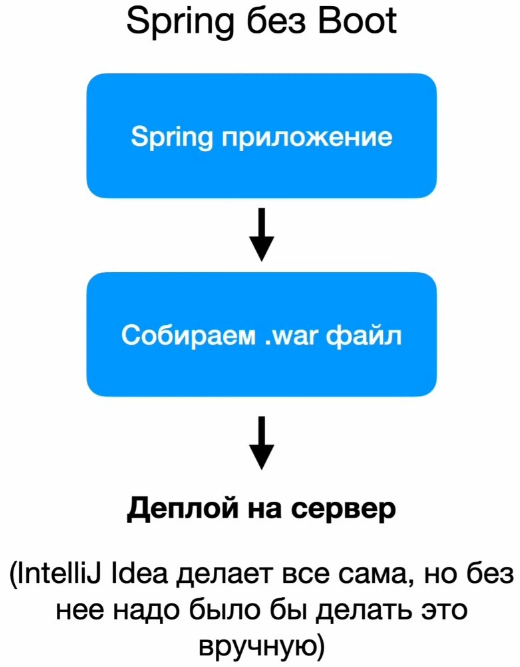 Spring без Boot
Spring приложение
Собираем .war файл
Деплой на сервер
(IntelliJ Idea делает все сама, но без
нее надо было бы делать это
вручную)